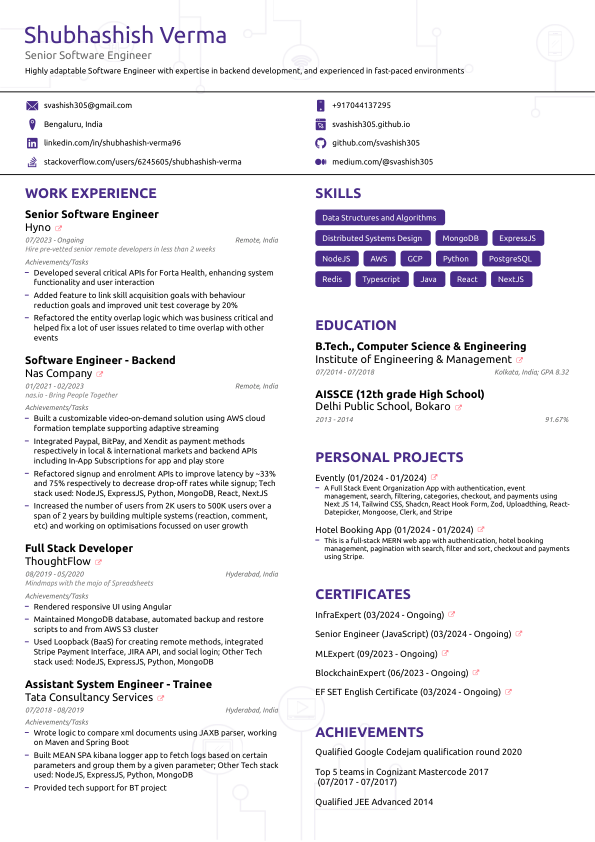 Shubhashish Verma
Senior Software Engineer
Highly adaptable Software Engineer with expertise in backend development, and experienced in fast-paced environments
svashish305@gmail.com
+917044137295
Bengaluru, India
svashish305.github.io
linkedin.com/in/shubhashish-verma96
github.com/svashish305
stackoverflow.com/users/6245605/shubhashish-verma
medium.com/@svashish305
WORK EXPERIENCE
Senior Software Engineer
Hyno
07/2023 - Ongoing
Remote, India
Hire pre-vetted senior remote developers in less than 2 weeks
Achievements/Tasks
– Developed several critical APIs for Forta Health, enhancing system
functionality and user interaction
– Added feature to link skill acquisition goals with behaviour
reduction goals and improved unit test coverage by 20%
– Refactored the entity overlap logic which was business critical and
helped fix a lot of user issues related to time overlap with other
events
Software Engineer - Backend
Nas Company
01/2021 - 02/2023
Remote, India
nas.io - Bring People Together
Achievements/Tasks
– Built a customizable video-on-demand solution using AWS cloud
formation template supporting adaptive streaming
– Integrated Paypal, BitPay, and Xendit as payment methods
respectively in local & international markets and backend APIs
including In-App Subscriptions for app and play store
– Refactored signup and enrolment APIs to improve latency by ~33%
and 75% respectively to decrease drop-off rates while signup; Tech
stack used: NodeJS, ExpressJS, Python, MongoDB, React, NextJS
– Increased the number of users from 2K users to 500K users over a
span of 2 years by building multiple systems (reaction, comment,
etc) and working on optimisations focussed on user growth
Full Stack Developer
ThoughtFlow
08/2019 - 05/2020
Hyderabad, India
Mindmaps with the mojo of Spreadsheets
Achievements/Tasks
– Rendered responsive UI using Angular
– Maintained MongoDB database, automated backup and restore
scripts to and from AWS S3 cluster
– Used Loopback (BaaS) for creating remote methods, integrated
Stripe Payment Interface, JIRA API, and social login; Other Tech
stack used: NodeJS, ExpressJS, Python, MongoDB
Assistant System Engineer - Trainee
Tata Consultancy Services
07/2018 - 08/2019
Hyderabad, India
Achievements/Tasks
– Wrote logic to compare xml documents using JAXB parser, working
on Maven and Spring Boot
– Built MEAN SPA kibana logger app to fetch logs based on certain
parameters and group them by a given parameter; Other Tech stack
used: NodeJS, ExpressJS, Python, MongoDB
– Provided tech support for BT project
SKILLS
Data Structures and Algorithms
Distributed Systems Design MongoDB ExpressJS
NodeJS AWS GCP Python PostgreSQL
Redis Typescript Java React NextJS
EDUCATION
B.Tech., Computer Science & Engineering
Institute of Engineering & Management
07/2014 - 07/2018
Kolkata, India; GPA 8.32
AISSCE (12th grade High School)
Delhi Public School, Bokaro
2013 - 2014
91.67%
PERSONAL PROJECTS
Evently (01/2024 - 01/2024)
– A Full Stack Event Organization App with authentication, event
management, search, filtering, categories, checkout, and payments using
Next JS 14, Tailwind CSS, Shadcn, React Hook Form, Zod, Uploadthing, React-
Datepicker, Mongoose, Clerk, and Stripe
Hotel Booking App (01/2024 - 01/2024)
– This is a full-stack MERN web app with authentication, hotel booking
management, pagination with search, filter and sort, checkout and payments
using Stripe.
CERTIFICATES
InfraExpert (03/2024 - Ongoing)
Senior Engineer (JavaScript) (03/2024 - Ongoing)
MLExpert (09/2023 - Ongoing)
BlockchainExpert (06/2023 - Ongoing)
EF SET English Certificate (03/2024 - Ongoing)
ACHIEVEMENTS
Qualified Google Codejam qualification round 2020
Top 5 teams in Cognizant Mastercode 2017
(07/2017 - 07/2017)
Qualified JEE Advanced 2014